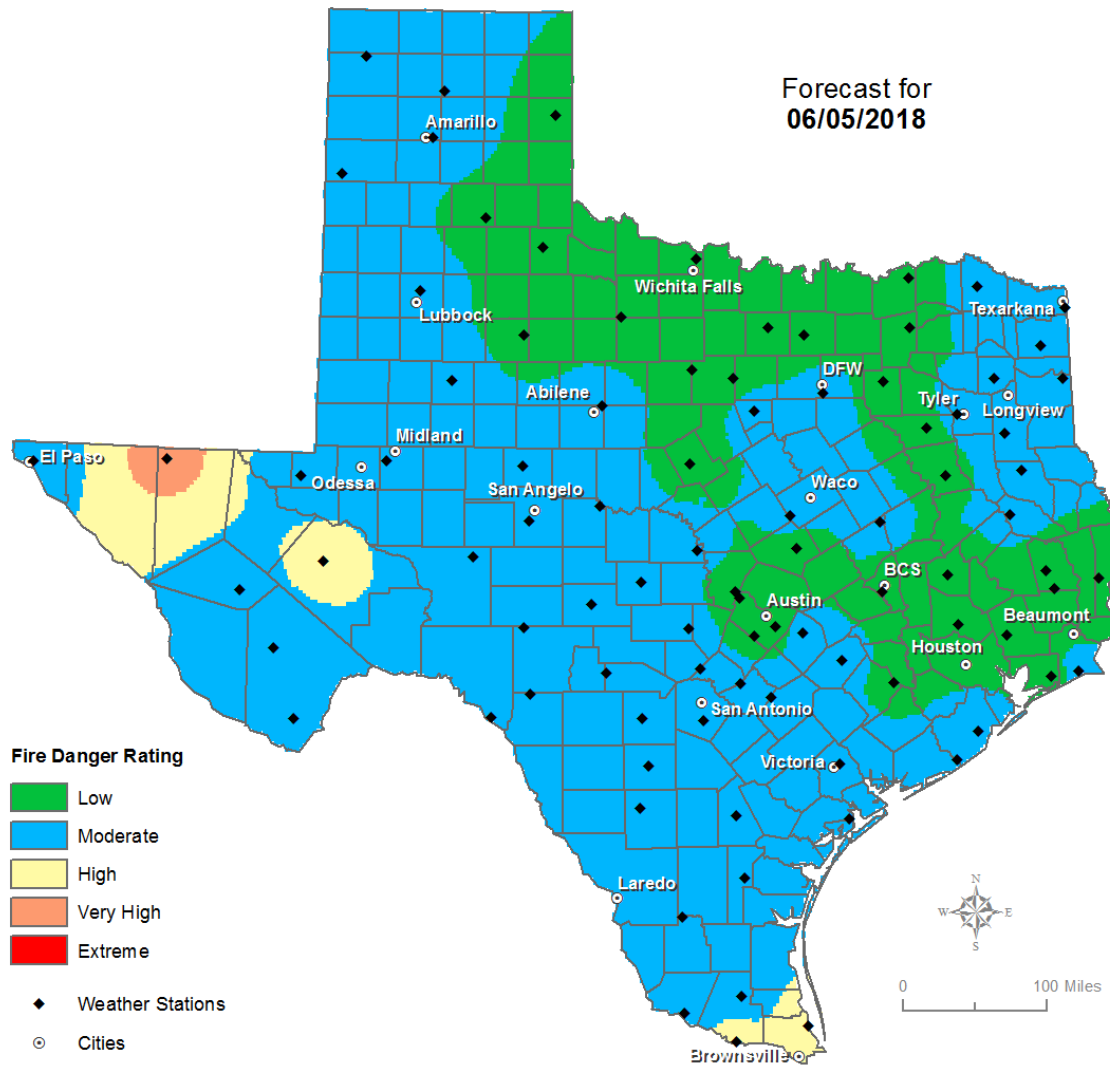 Forecast for
06/05/2018
Amarillo
Wichita Falls
Lubbock
Texarkana
DFW
Abilene
Tyler
Longview
Midland
El Paso
Odessa
San Angelo
Waco
BCS
Austin
Beaumont
Houston
San Antonio
Victoria
Laredo
Brownsville
Fire Danger Rating
Low
Moderate
High
Very High
Extreme
Weather Stations
Cities
N
W E
S
0 100 Miles